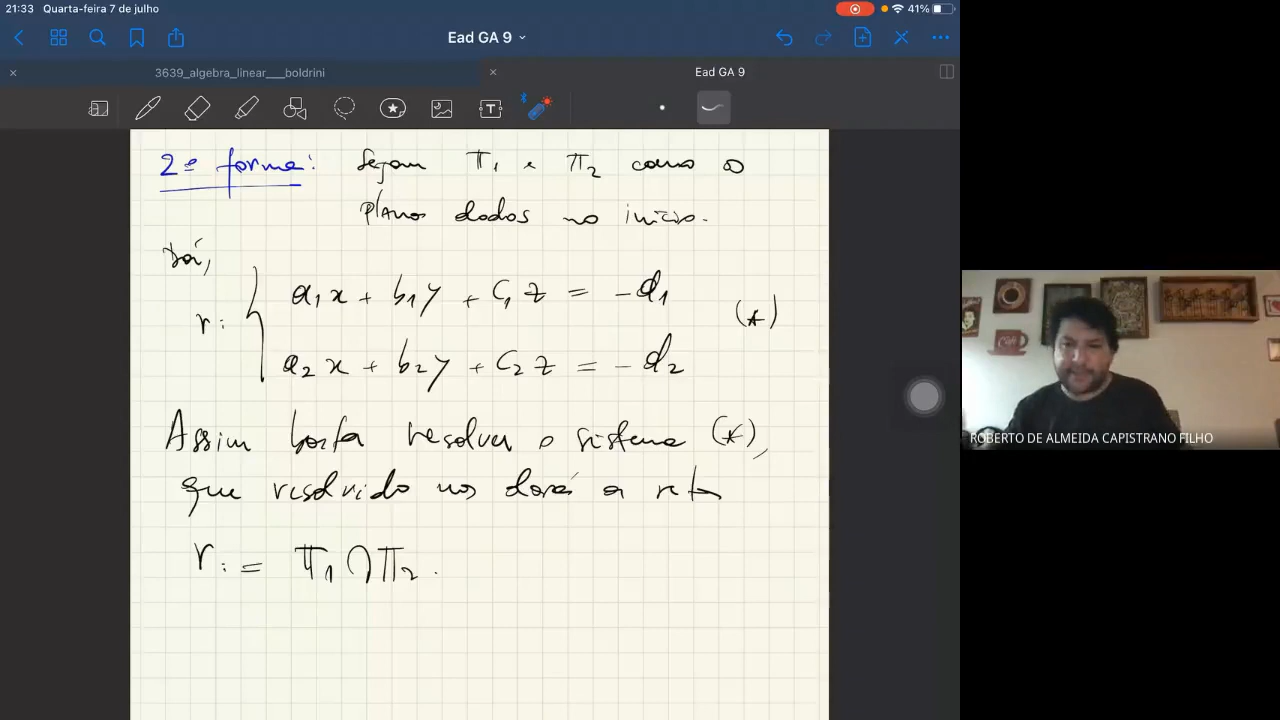 21:33 Quarta-feira 7 de julho
41%
Ead GA 9
3639_algebra_linear___boldrini
Ead GA 9
2ª forma: Sejam π₁ e π₂ como o
planos dados no início.
Daí,
a₁x + b₁y + c₁z = -d₁
r: (*)
a₂x + b₂y + c₂z = -d₂
Assim basta resolver o sistema (*),
que resolvido nos dará a reta
r: = π₁ ∩ π₂.
Café
ROBERTO DE ALMEIDA CAPISTRANO FILHO